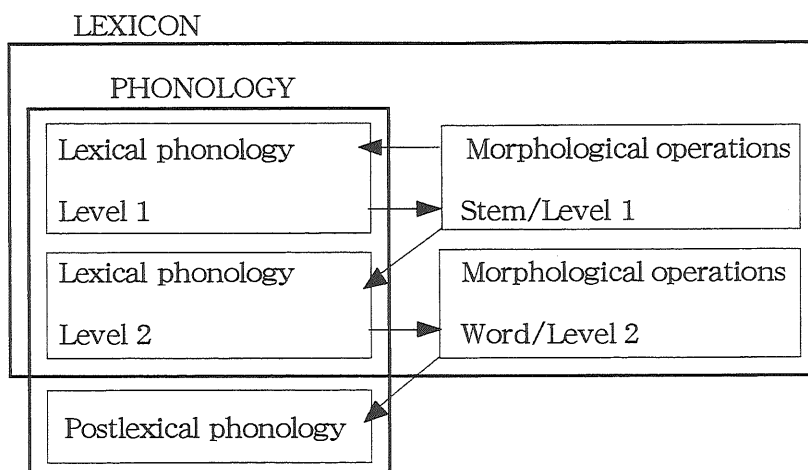 LEXICON
PHONOLOGY
Lexical phonology
Level 1
Morphological operations
Stem/Level 1
Lexical phonology
Level 2
Morphological operations
Word/Level 2
Postlexical phonology